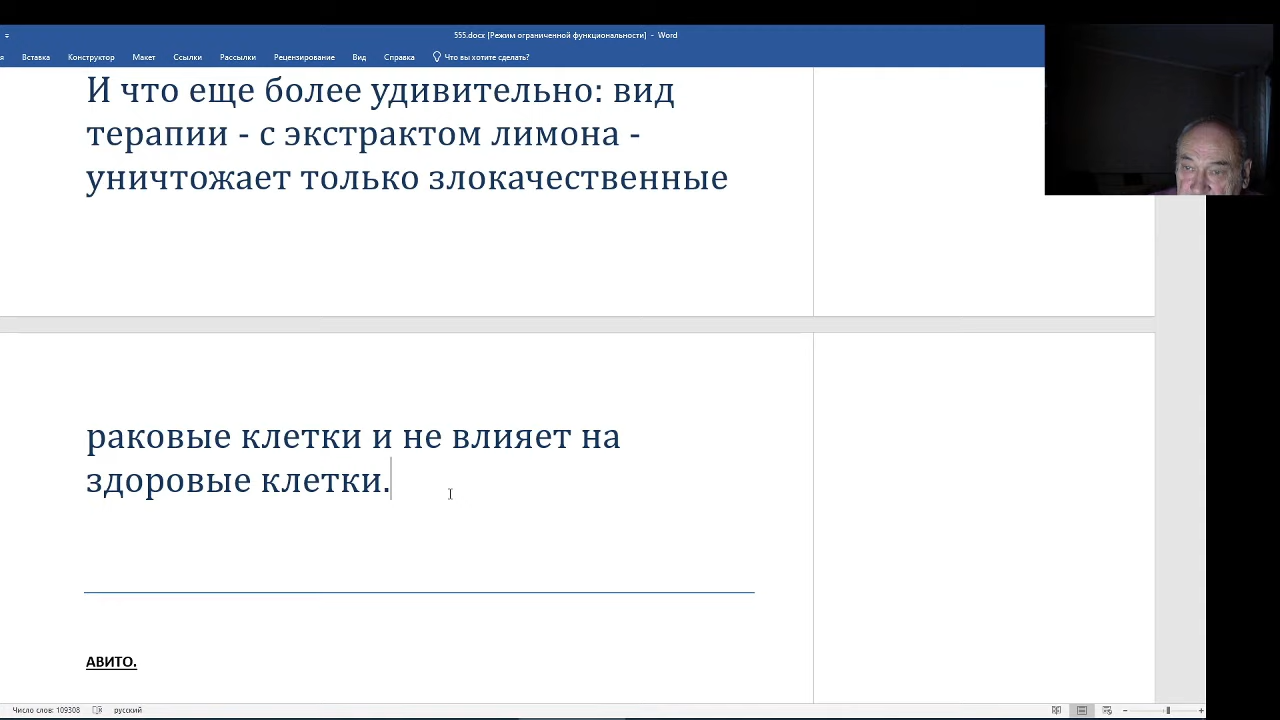 555.docx [Режим ограниченной функциональности] - Word
я Вставка Конструктор Макет Ссылки Рассылки Рецензирование Вид Справка Что вы хотите сделать?
И что еще более удивительно: вид
терапии - с экстрактом лимона -
уничтожает только злокачественные
раковые клетки и не влияет на
здоровые клетки.
АВИТО.
Число слов: 109308 русский